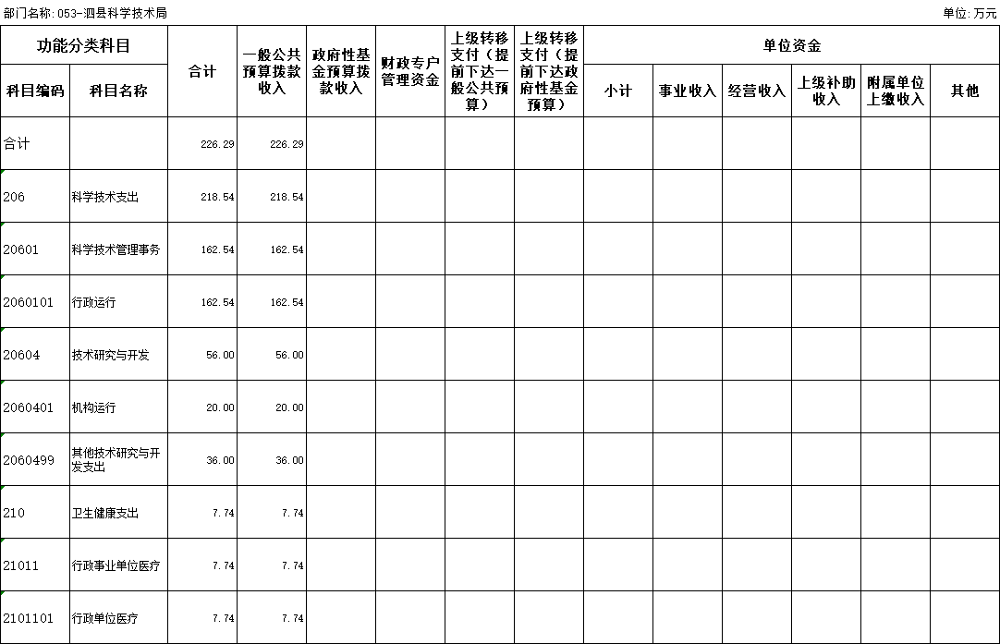 部门名称:053-泗县科学技术局 单位:万元
功能分类科目 合计 一般公共预算拨款收入 政府性基金预算拨款收入 财政专户管理资金 上级转移支付（提前下达一般公共预算） 上级转移支付（提前下达政府性基金预算） 单位资金
科目编码 科目名称 小计 事业收入 经营收入 上级补助收入 附属单位上缴收入 其他
合计 226.29 226.29
206 科学技术支出 218.54 218.54
20601 科学技术管理事务 162.54 162.54
2060101 行政运行 162.54 162.54
20604 技术研究与开发 56.00 56.00
2060401 机构运行 20.00 20.00
2060499 其他技术研究与开发支出 36.00 36.00
210 卫生健康支出 7.74 7.74
21011 行政事业单位医疗 7.74 7.74
2101101 行政单位医疗 7.74 7.74